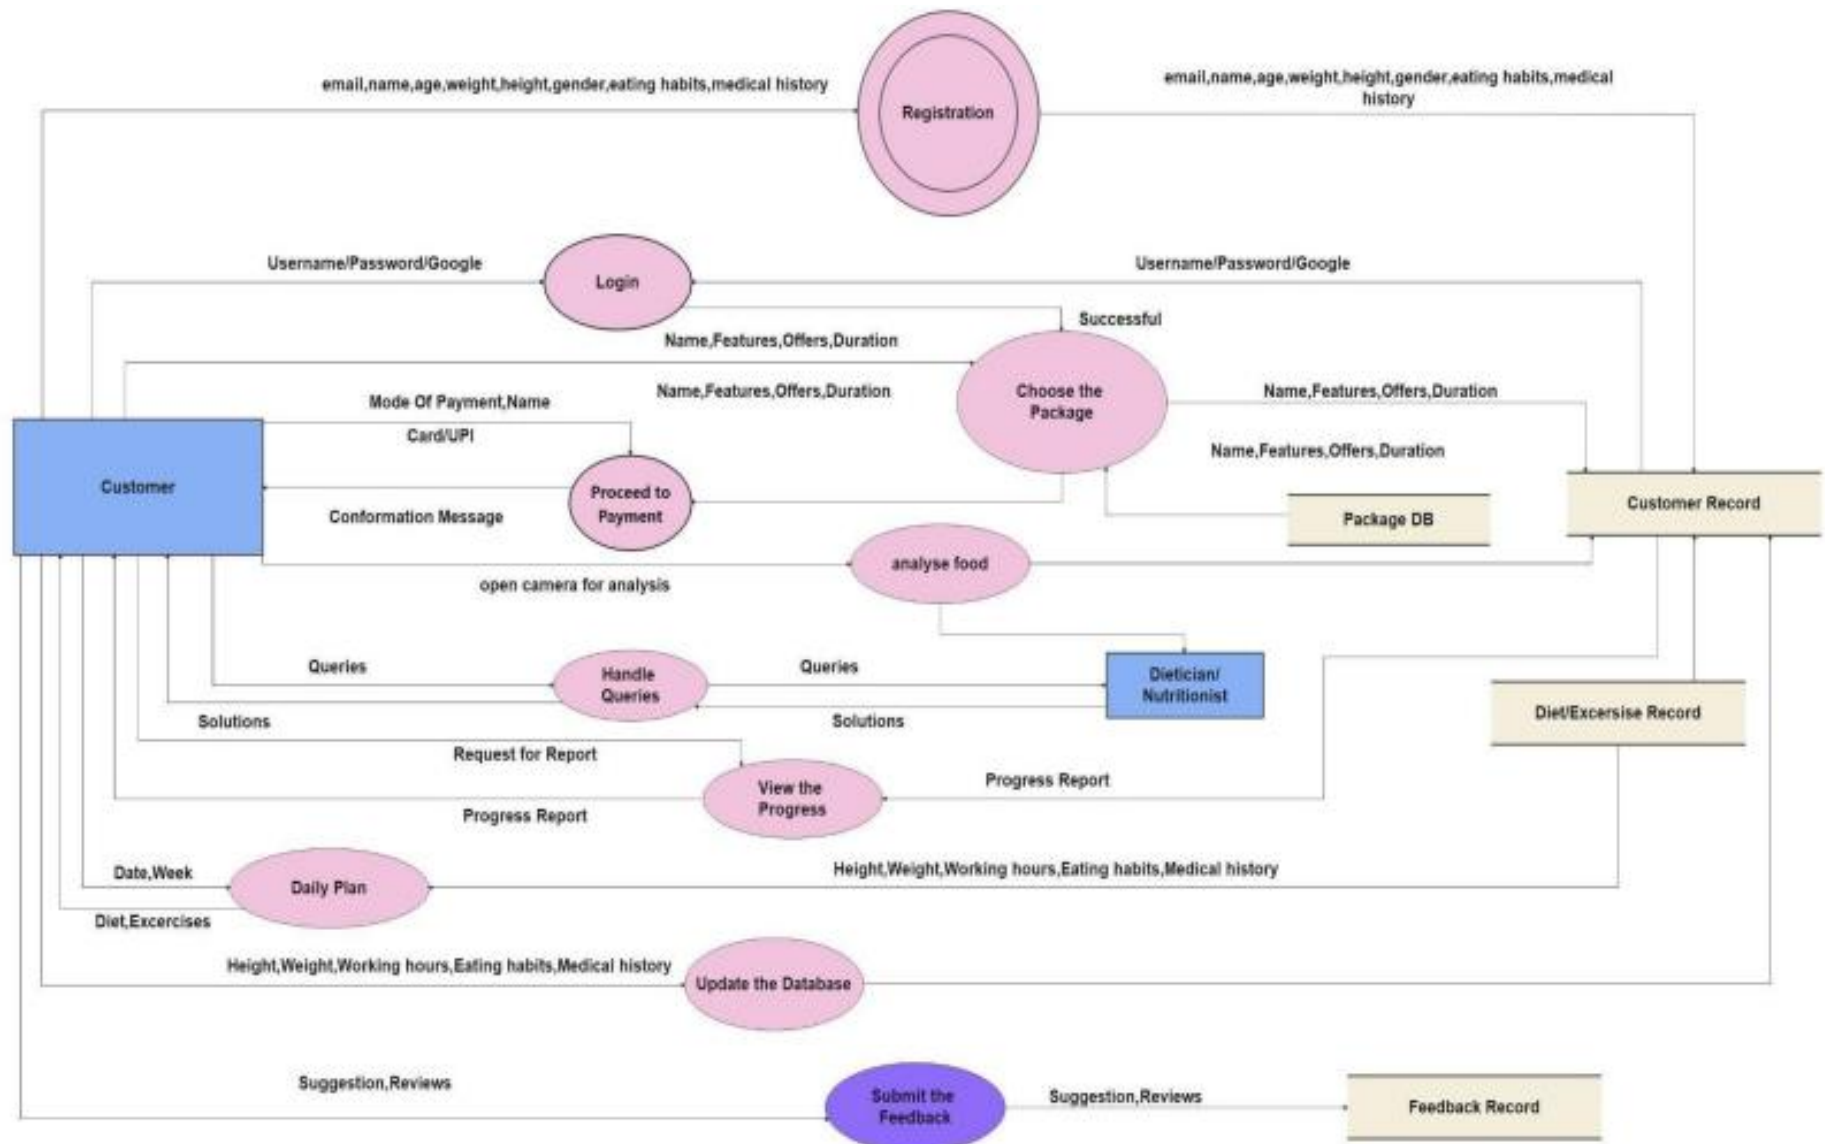 email,name,age,weight,height,gender,eating habits,medical history
email,name,age,weight,height,gender,eating habits,medical
history
Registration
Username/Password/Google
Login
Username/Password/Google
Successful
Name,Features,Offers,Duration
Name,Features,Offers,Duration
Choose the
Package
Name,Features,Offers,Duration
Mode Of Payment,Name
Card/UPI
Name,Features,Offers,Duration
Customer
Proceed to
Payment
Conformation Message
Package DB
Customer Record
analyse food
open camera for analysis
Queries
Handle
Queries
Queries
Dietician/
Nutritionist
Solutions
Solutions
Diet/Excersise Record
Request for Report
View the
Progress
Progress Report
Progress Report
Date,Week
Daily Plan
Height,Weight,Working hours,Eating habits,Medical history
Diet,Excercises
Height,Weight,Working hours,Eating habits,Medical history
Update the Database
Suggestion,Reviews
Submit the
Feedback
Suggestion,Reviews
Feedback Record